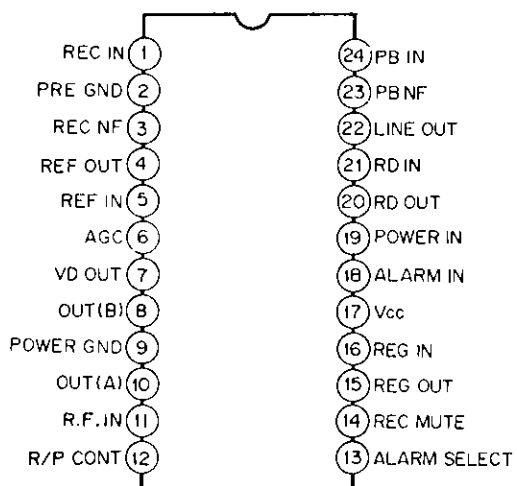 REC IN 1 24 PB IN
PRE GND 2 23 PB NF
REC NF 3 22 LINE OUT
REF OUT 4 21 RD IN
REF IN 5 20 RD OUT
AGC 6 19 POWER IN
VD OUT 7 18 ALARM IN
OUT(B) 8 17 Vcc
POWER GND 9 16 REG IN
OUT(A) 10 15 REG OUT
R.F. IN 11 14 REC MUTE
R/P CONT 12 13 ALARM SELECT